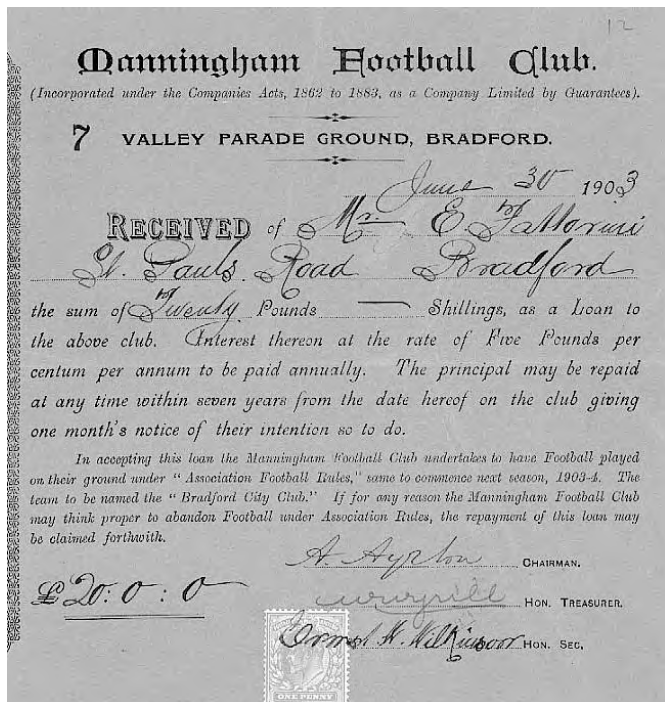 12
Manningham Football Club.
(Incorporated under the Companies Acts, 1862 to 1883, as a Company Limited by Guarantees).
7 VALLEY PARADE GROUND, BRADFORD.
June 30 1903
RECEIVED of Mr. E Fattorini
St. Pauls Road Bradford
the sum of Twenty Pounds — Shillings, as a Loan to
the above club. Interest thereon at the rate of Five Pounds per
centum per annum to be paid annually. The principal may be repaid
at any time within seven years from the date hereof on the club giving
one month's notice of their intention so to do.
In accepting this loan the Manningham Football Club undertakes to have Football played
on their ground under "Association Football Rules," same to commence next season, 1903-4. The
team to be named the "Bradford City Club." If for any reason the Manningham Football Club
may think proper to abandon Football under Association Rules, the repayment of this loan may
be claimed forthwith.
A. Ayrton CHAIRMAN.
£20:0:0
HON. TREASURER.
H. Wilkinson HON. SEC.
ONE PENNY